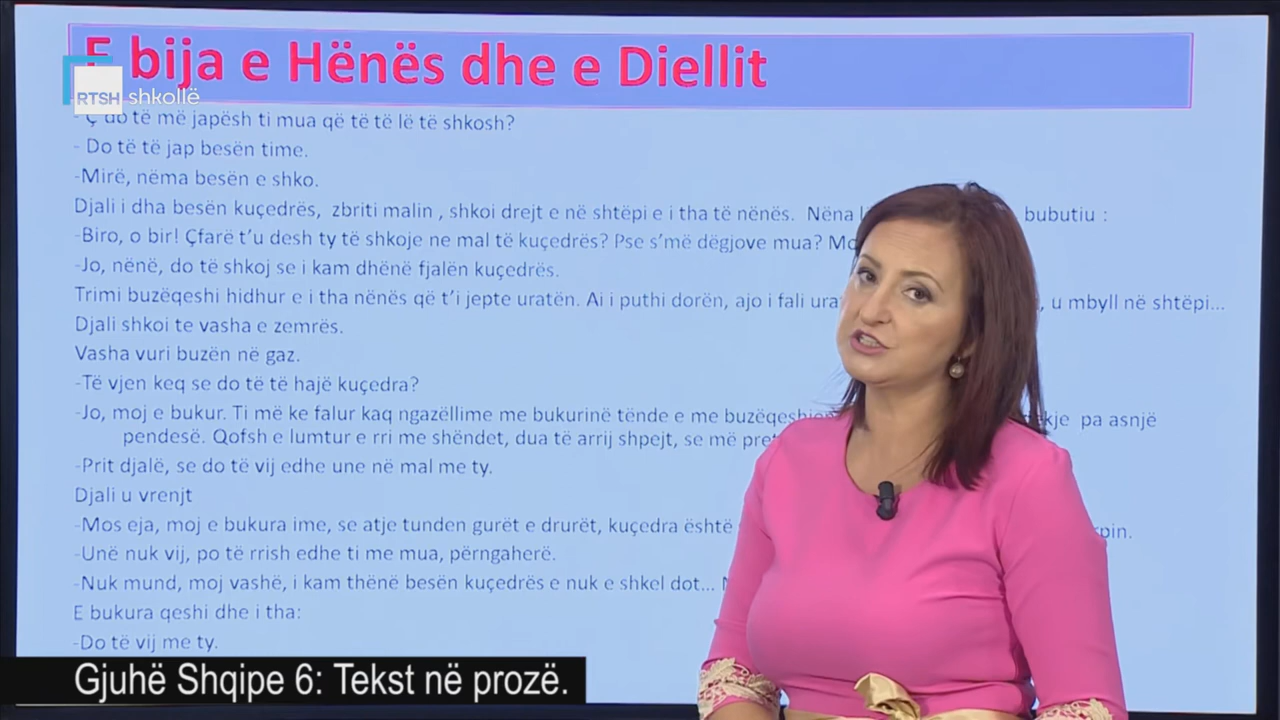 E bija e Hënës dhe e Diellit
RTSH shkollë
- Ç do të më japësh ti mua që të të lë të shkosh?
- Do të të jap besën time.
-Mirë, nëma besën e shko.
Djali i dha besën kuçedrës, zbriti malin , shkoi drejt e në shtëpi e i tha të nënës. Nëna bubutiu :
-Biro, o bir! Çfarë t'u desh ty të shkoje ne mal të kuçedrës? Pse s'më dëgjove mua?
-Jo, nënë, do të shkoj se i kam dhënë fjalën kuçedrës.
Trimi buzëqeshi hidhur e i tha nënës që t'i jepte uratën. Ai i puthi dorën, ajo i fali , u mbyll në shtëpi...
Djali shkoi te vasha e zemrës.
Vasha vuri buzën në gaz.
-Të vjen keq se do të të hajë kuçedra?
-Jo, moj e bukur. Ti më ke falur kaq ngazëllime me bukurinë tënde e me pa asnjë
pendesë. Qofsh e lumtur e rri me shëndet, dua të arrij shpejt, se më
-Prit djalë, se do të vij edhe une në mal me ty.
Djali u vrenjt
-Mos eja, moj e bukura ime, se atje tunden gurët e drurët, kuçedra është
-Unë nuk vij, po të rrish edhe ti me mua, përngaherë.
-Nuk mund, moj vashë, i kam thënë besën kuçedrës e nuk e shkel dot...
E bukura qeshi dhe i tha:
-Do të vij me ty.
Gjuhë Shqipe 6: Tekst në prozë.